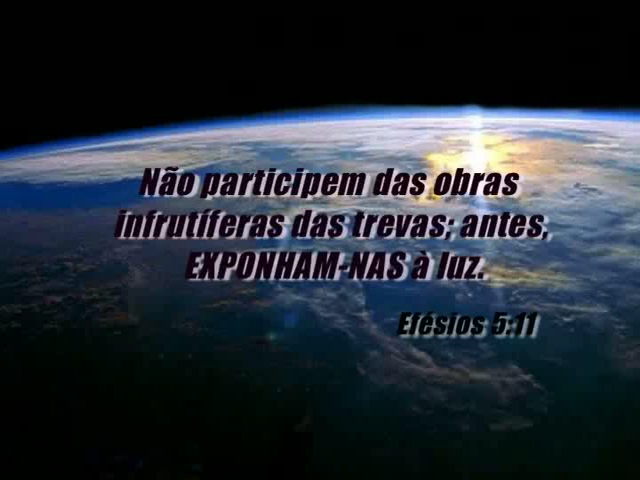 Não participem das obras
infrutíferas das trevas; antes,
EXPONHAM-NAS à luz.
Efésios 5:11